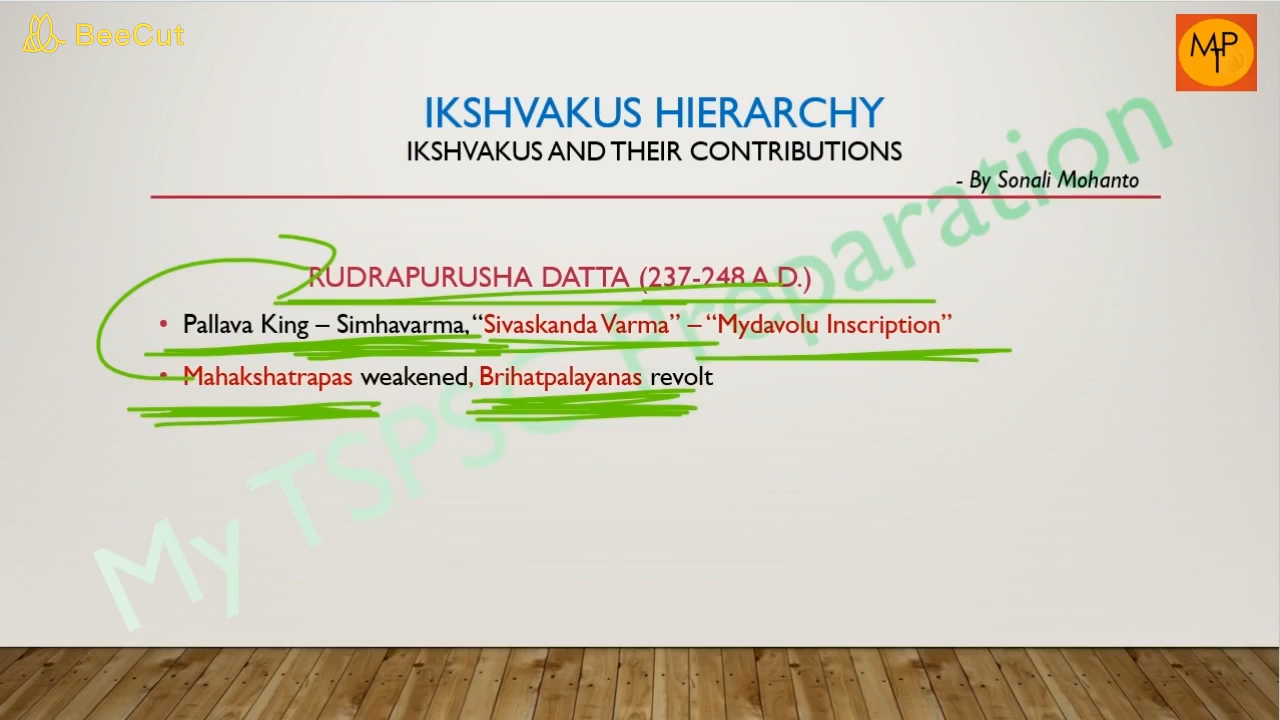 BeeCut
MTP
IKSHVAKUS HIERARCHY
IKSHVAKUS AND THEIR CONTRIBUTIONS
- By Sonali Mohanto
RUDRAPURUSHA DATTA (237-248 A.D.)
• Pallava King – Simhavarma, “Sivaskanda Varma” – “Mydavolu Inscription”
• Mahakshatrapas weakened, Brihatpalayanas revolt
My TSPSC Preparation